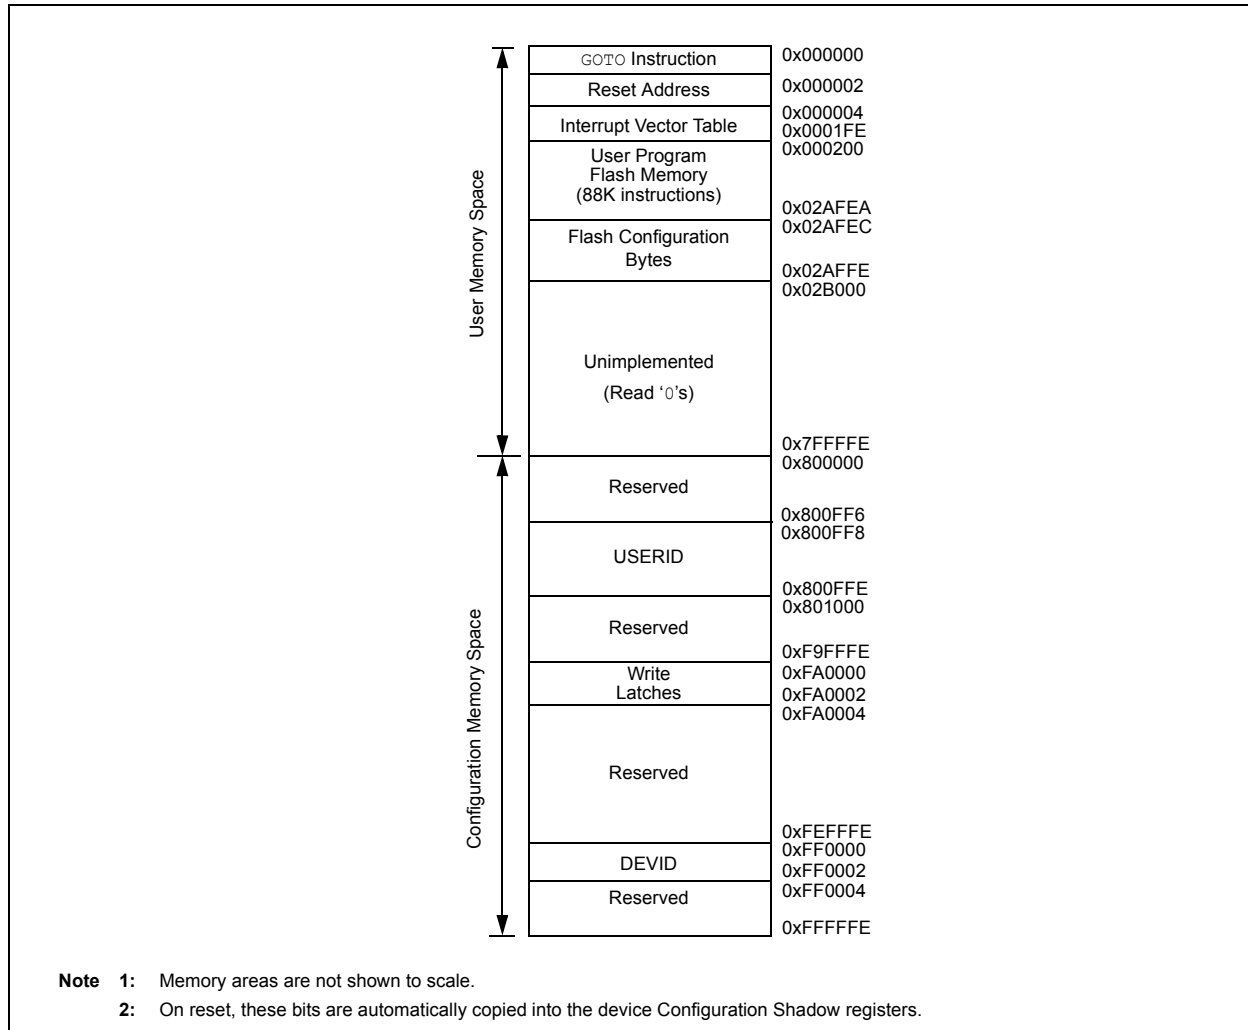 GOTO Instruction
0x000000
Reset Address
0x000002
Interrupt Vector Table
0x000004
0x0001FE
User Program
Flash Memory
(88K instructions)
0x000200
0x02AFEA
Flash Configuration
Bytes
0x02AFEC
0x02AFFE
Unimplemented
(Read ‘0’s)
0x02B000
0x7FFFFE
User Memory Space
Reserved
0x800000
0x800FF6
USERID
0x800FF8
0x800FFE
Reserved
0x801000
0xF9FFFE
Write
Latches
0xFA0000
0xFA0002
Reserved
0xFA0004
0xFEFFFE
DEVID
0xFF0000
0xFF0002
Reserved
0xFF0004
0xFFFFFE
Configuration Memory Space
Note 1: Memory areas are not shown to scale.
2: On reset, these bits are automatically copied into the device Configuration Shadow registers.